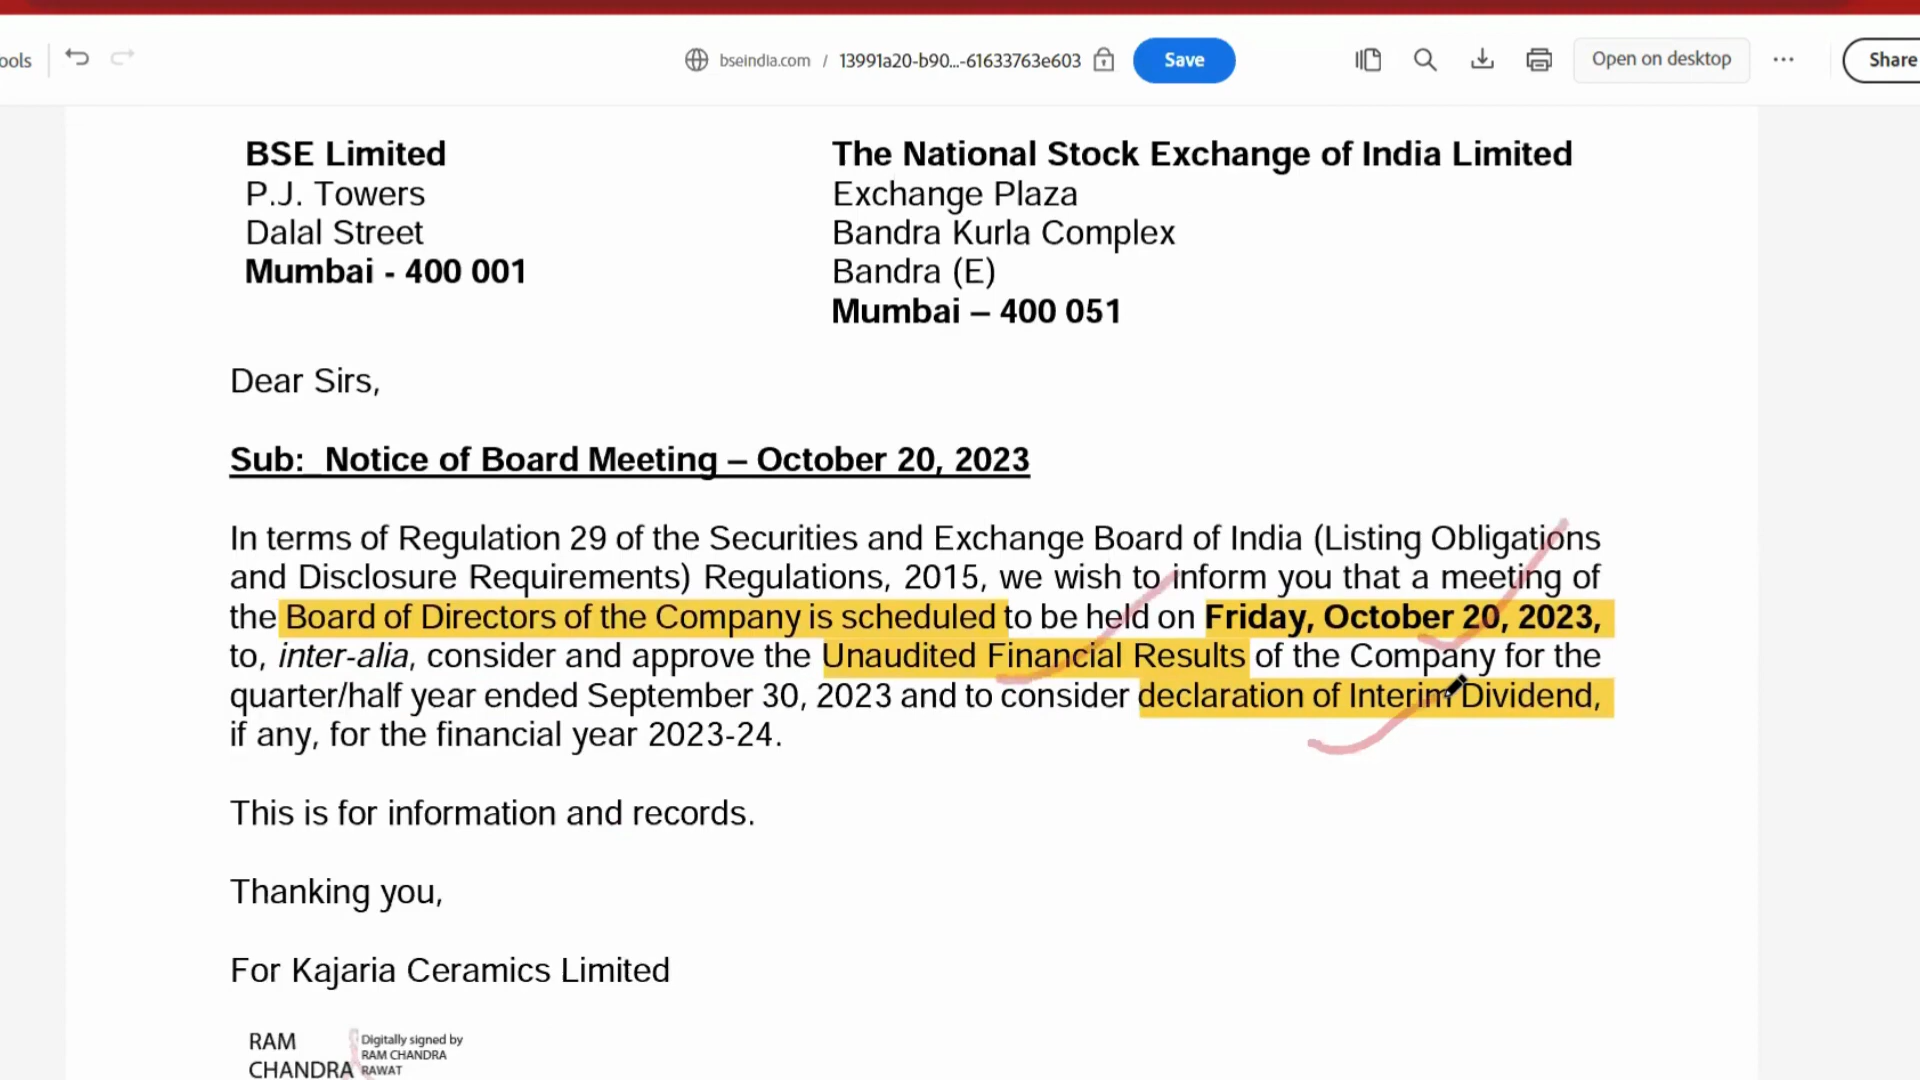 ools
bseindia.com / 13991a20-b90...-61633763e603
Save
Open on desktop
Share
BSE Limited
P.J. Towers
Dalal Street
Mumbai - 400 001
The National Stock Exchange of India Limited
Exchange Plaza
Bandra Kurla Complex
Bandra (E)
Mumbai – 400 051
Dear Sirs,
Sub: Notice of Board Meeting – October 20, 2023
In terms of Regulation 29 of the Securities and Exchange Board of India (Listing Obligations
and Disclosure Requirements) Regulations, 2015, we wish to inform you that a meeting of
the Board of Directors of the Company is scheduled to be held on Friday, October 20, 2023,
to, inter-alia, consider and approve the Unaudited Financial Results of the Company for the
quarter/half year ended September 30, 2023 and to consider declaration of Interim Dividend,
if any, for the financial year 2023-24.
This is for information and records.
Thanking you,
For Kajaria Ceramics Limited
RAM
CHANDRA
Digitally signed by
RAM CHANDRA
RAWAT